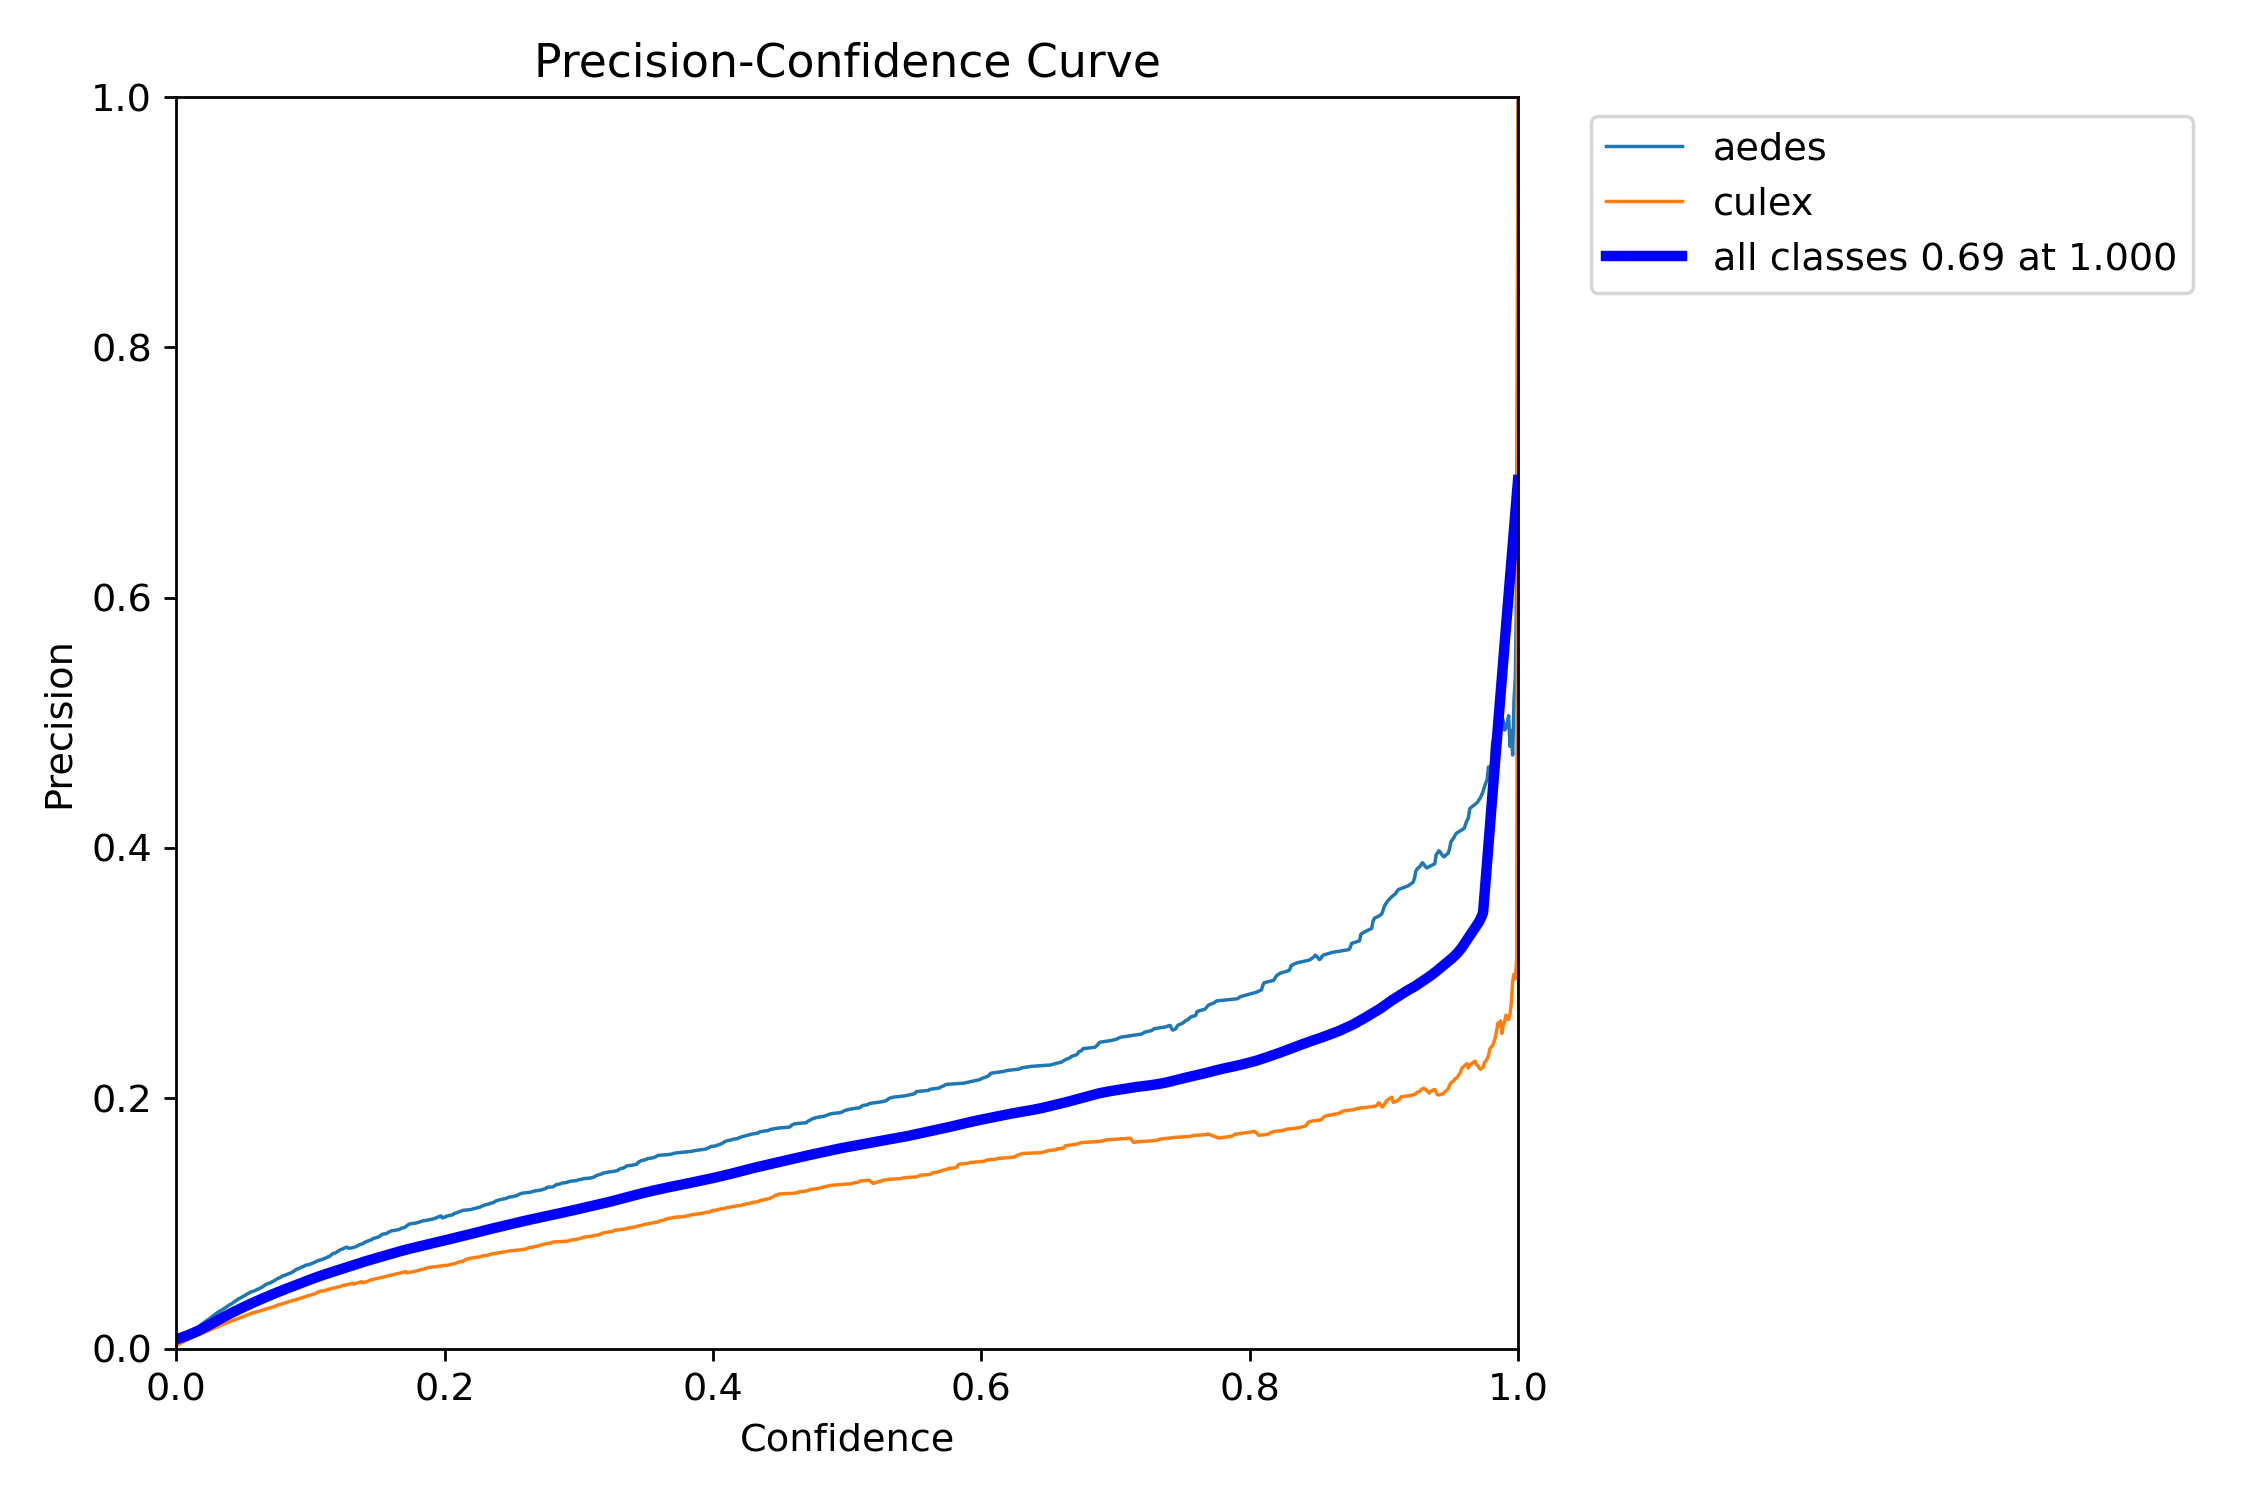 Precision-Confidence Curve
1.0
0.8
0.6
0.4
0.2
0.0
Precision
0.0 0.2 0.4 0.6 0.8 1.0
Confidence
aedes
culex
all classes 0.69 at 1.000